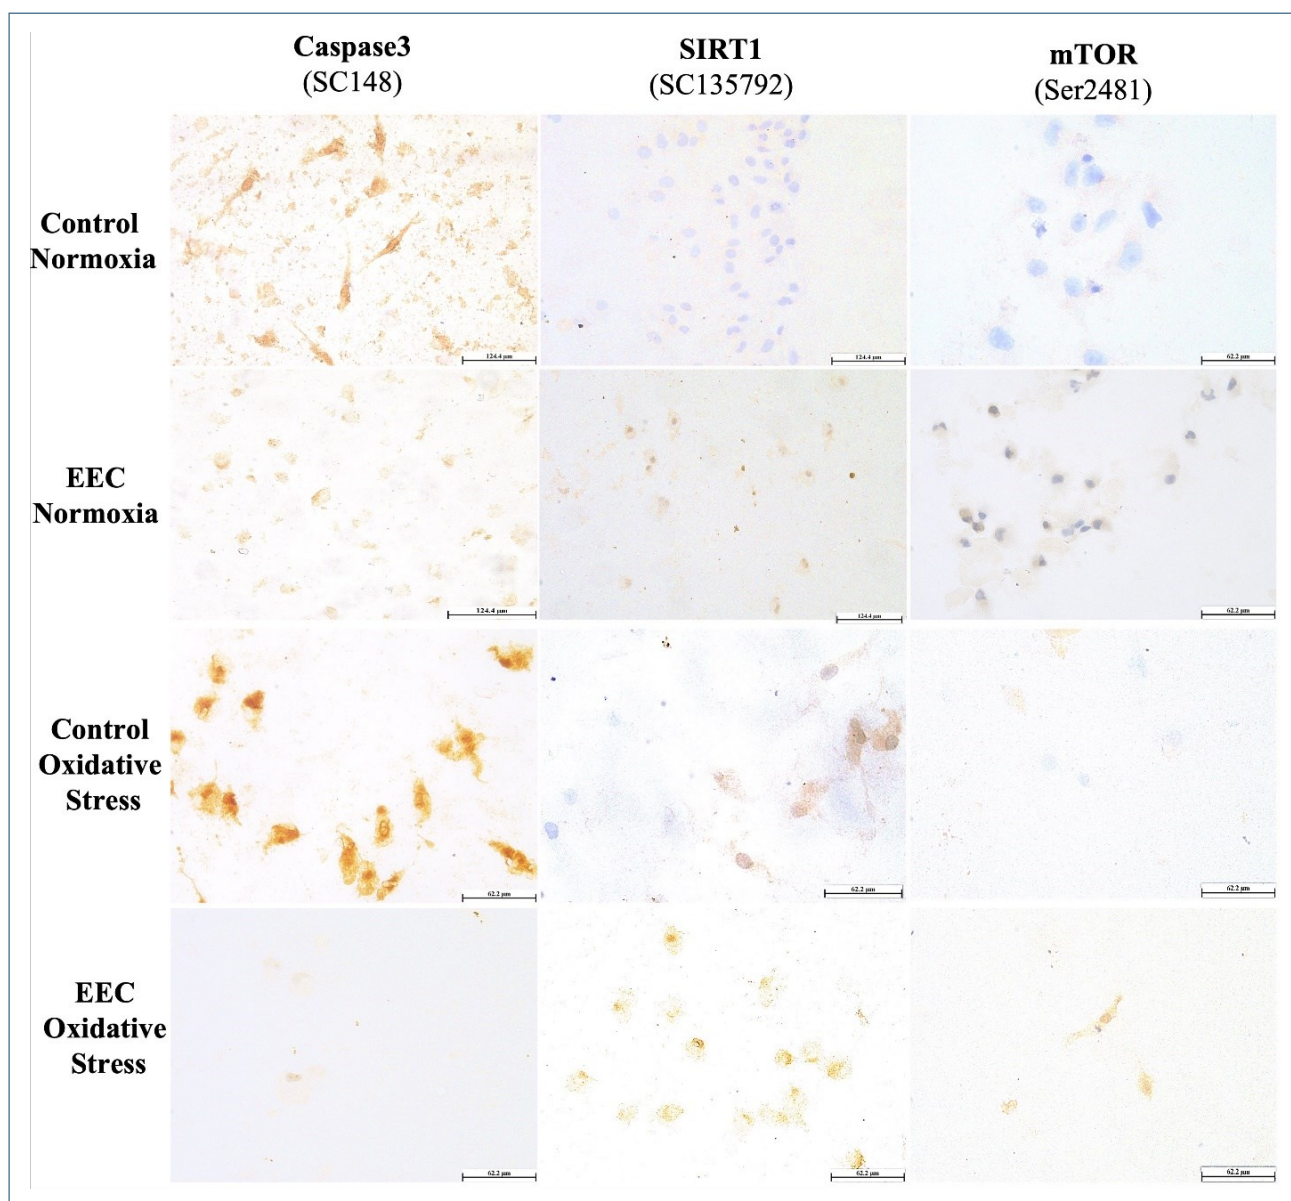 Caspase3
(SC148)
SIRT1
(SC135792)
mTOR
(Ser2481)
Control
Normoxia
124.4 µm
124.4 µm
62.2 µm
EEC
Normoxia
124.4 µm
124.4 µm
62.2 µm
Control
Oxidative
Stress
62.2 µm
62.2 µm
62.2 µm
EEC
Oxidative
Stress
62.2 µm
62.2 µm
62.2 µm